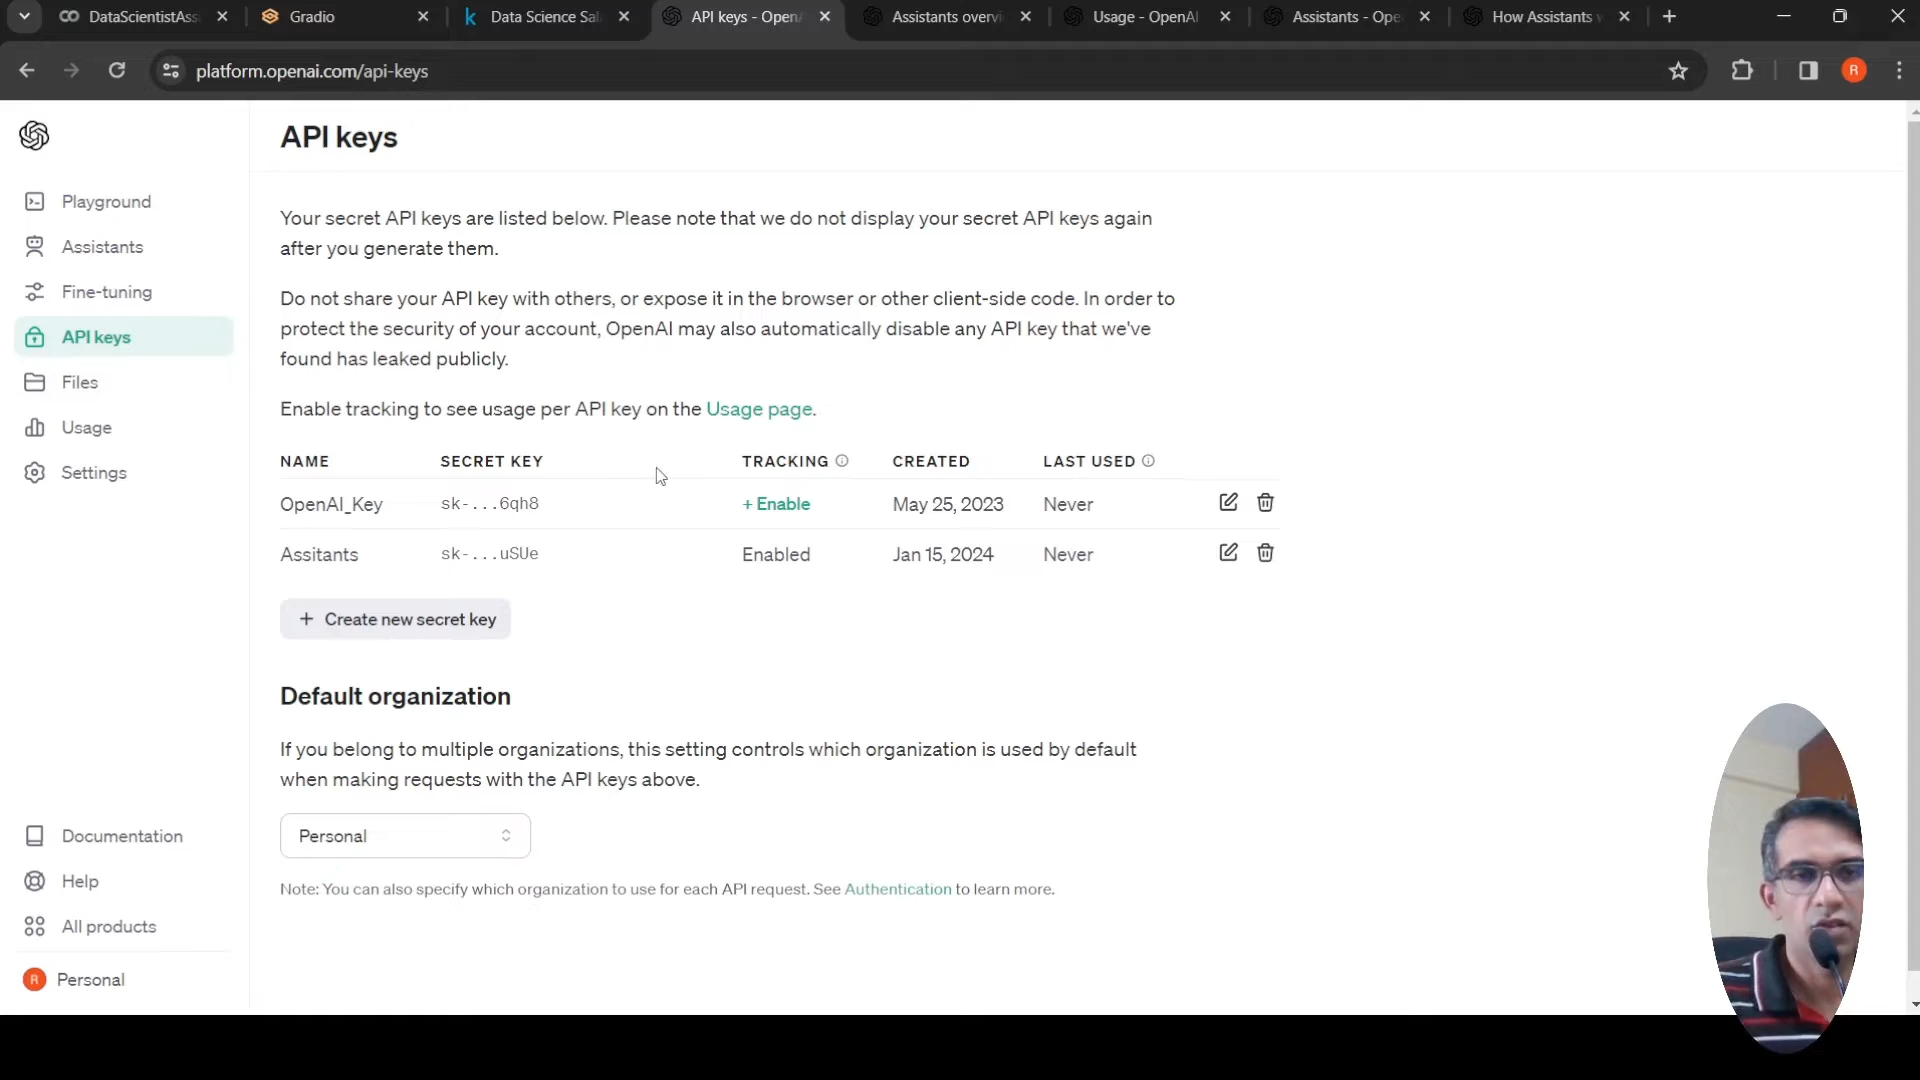 DataScientistAss
Gradio
Data Science Sal
API keys - OpenA
Assistants overvi
Usage - OpenAI
Assistants - Ope
How Assistants w
platform.openai.com/api-keys
R
API keys
Playground
Assistants
Fine-tuning
API keys
Files
Usage
Settings
Your secret API keys are listed below. Please note that we do not display your secret API keys again
after you generate them.
Do not share your API key with others, or expose it in the browser or other client-side code. In order to
protect the security of your account, OpenAI may also automatically disable any API key that we've
found has leaked publicly.
Enable tracking to see usage per API key on the Usage page.
NAME SECRET KEY TRACKING CREATED LAST USED
OpenAI_Key sk-...6qh8 + Enable May 25, 2023 Never
Assitants sk-...uSUe Enabled Jan 15, 2024 Never
+ Create new secret key
Default organization
If you belong to multiple organizations, this setting controls which organization is used by default
when making requests with the API keys above.
Personal
Note: You can also specify which organization to use for each API request. See Authentication to learn more.
Documentation
Help
All products
R Personal